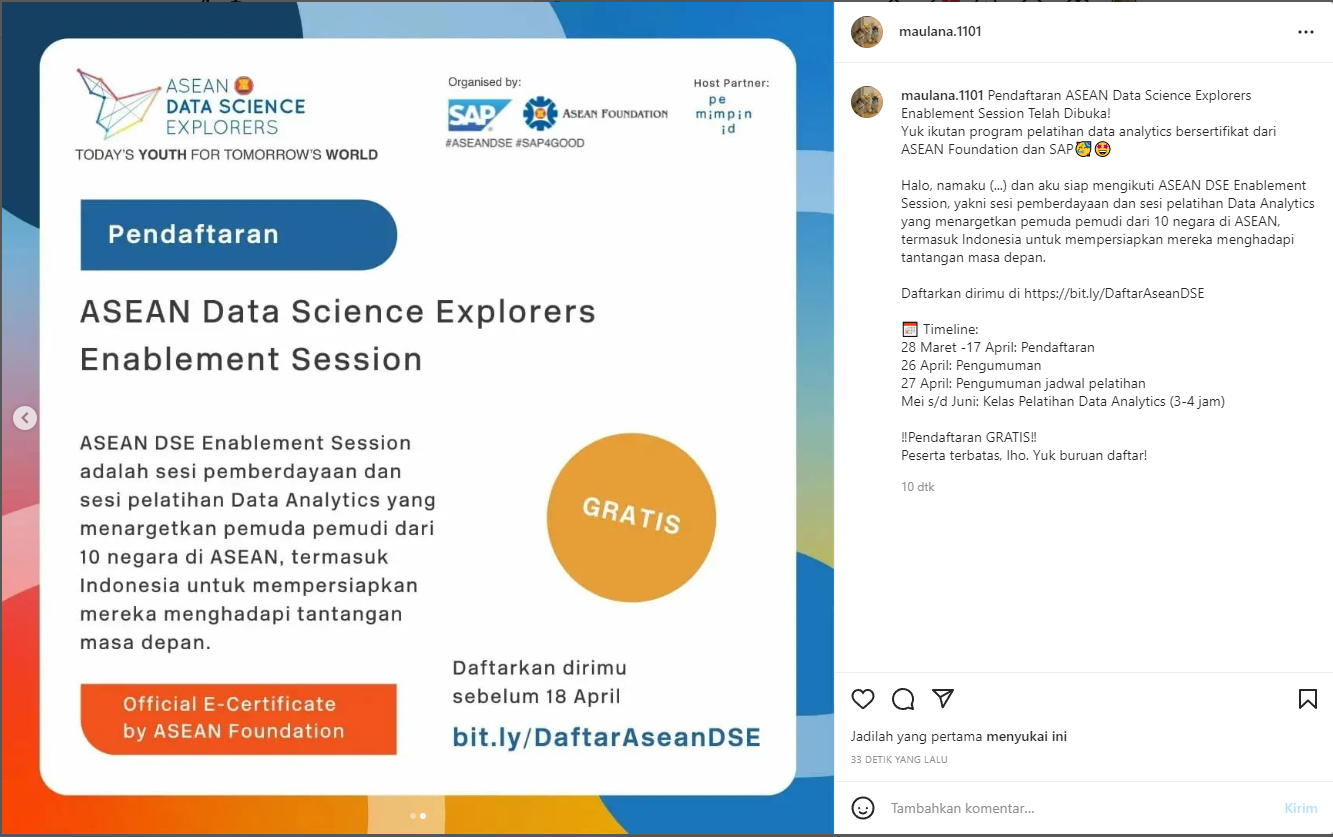 ASEAN
DATA SCIENCE
EXPLORERS
TODAY'S YOUTH FOR TOMORROW'S WORLD
Organised by:
SAP
ASEAN FOUNDATION
#ASEANDSE #SAP4GOOD
Host Partner:
pe
mimpin
id
Pendaftaran
ASEAN Data Science Explorers
Enablement Session
ASEAN DSE Enablement Session
adalah sesi pemberdayaan dan
sesi pelatihan Data Analytics yang
menargetkan pemuda pemudi dari
10 negara di ASEAN, termasuk
Indonesia untuk mempersiapkan
mereka menghadapi tantangan
masa depan.
GRATIS
Official E-Certificate
by ASEAN Foundation
Daftarkan dirimu
sebelum 18 April
bit.ly/DaftarAseanDSE
maulana.1101
maulana.1101 Pendaftaran ASEAN Data Science Explorers
Enablement Session Telah Dibuka!
Yuk ikutan program pelatihan data analytics bersertifikat dari
ASEAN Foundation dan SAP🥳🤩
Halo, namaku (...) dan aku siap mengikuti ASEAN DSE Enablement
Session, yakni sesi pemberdayaan dan sesi pelatihan Data Analytics
yang menargetkan pemuda pemudi dari 10 negara di ASEAN,
termasuk Indonesia untuk mempersiapkan mereka menghadapi
tantangan masa depan.
Daftarkan dirimu di https://bit.ly/DaftarAseanDSE
📅 Timeline:
28 Maret -17 April: Pendaftaran
26 April: Pengumuman
27 April: Pengumuman jadwal pelatihan
Mei s/d Juni: Kelas Pelatihan Data Analytics (3-4 jam)
‼Pendaftaran GRATIS‼
Peserta terbatas, lho. Yuk buruan daftar!
10 dtk
Jadilah yang pertama menyukai ini
33 DETIK YANG LALU
Tambahkan komentar...
Kirim